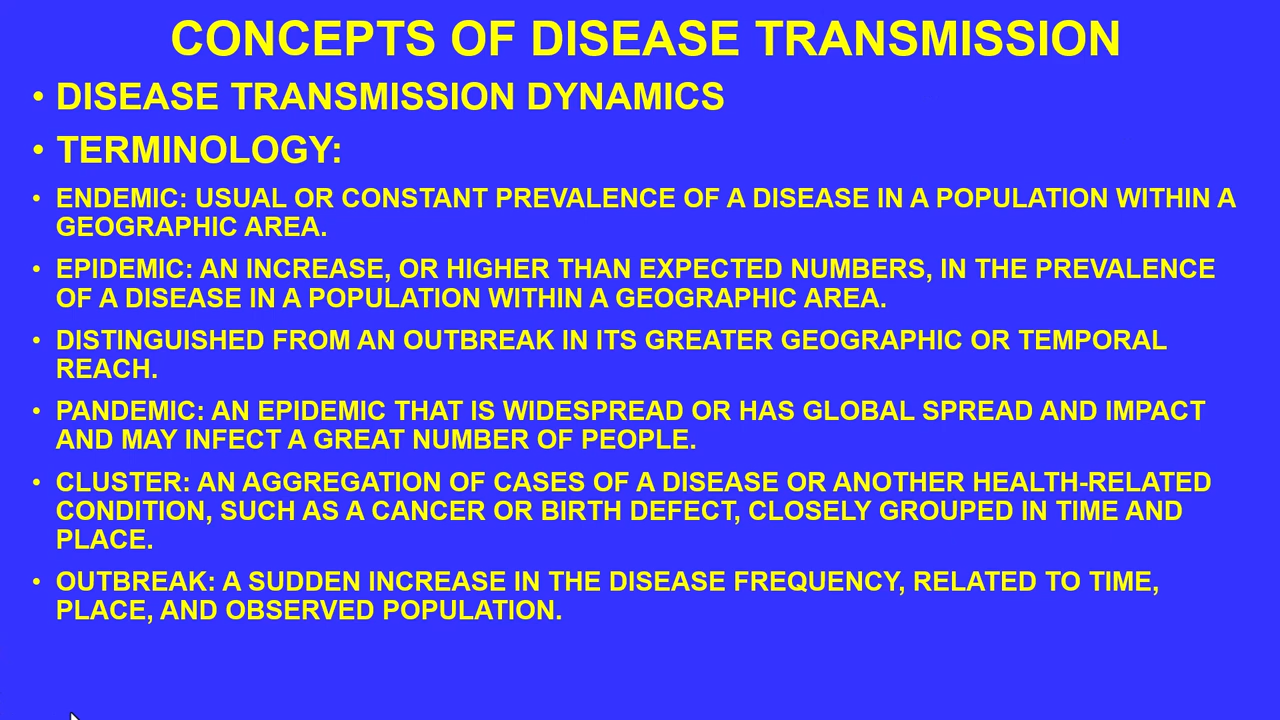 CONCEPTS OF DISEASE TRANSMISSION
• DISEASE TRANSMISSION DYNAMICS
• TERMINOLOGY:
• ENDEMIC: USUAL OR CONSTANT PREVALENCE OF A DISEASE IN A POPULATION WITHIN A
GEOGRAPHIC AREA.
• EPIDEMIC: AN INCREASE, OR HIGHER THAN EXPECTED NUMBERS, IN THE PREVALENCE
OF A DISEASE IN A POPULATION WITHIN A GEOGRAPHIC AREA.
• DISTINGUISHED FROM AN OUTBREAK IN ITS GREATER GEOGRAPHIC OR TEMPORAL
REACH.
• PANDEMIC: AN EPIDEMIC THAT IS WIDESPREAD OR HAS GLOBAL SPREAD AND IMPACT
AND MAY INFECT A GREAT NUMBER OF PEOPLE.
• CLUSTER: AN AGGREGATION OF CASES OF A DISEASE OR ANOTHER HEALTH-RELATED
CONDITION, SUCH AS A CANCER OR BIRTH DEFECT, CLOSELY GROUPED IN TIME AND
PLACE.
• OUTBREAK: A SUDDEN INCREASE IN THE DISEASE FREQUENCY, RELATED TO TIME,
PLACE, AND OBSERVED POPULATION.